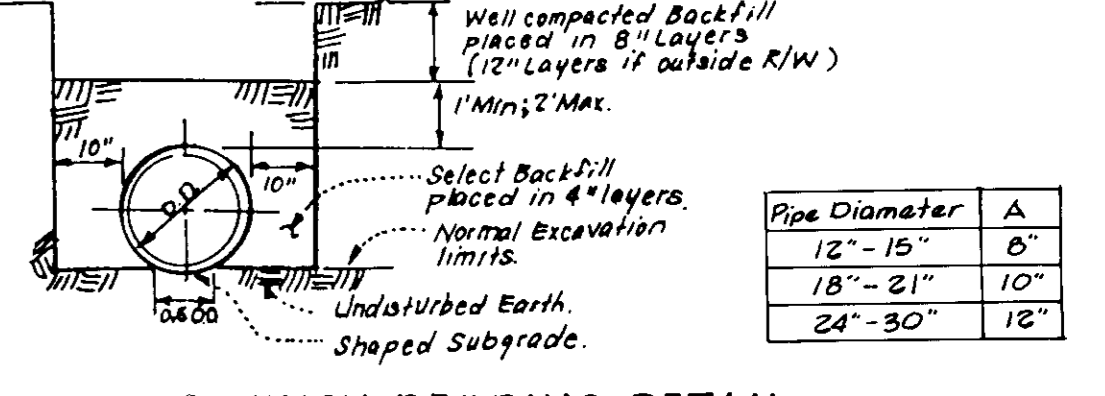 Well compacted Backfill
placed in 8" Layers
(12" Layers if outside R/W)
1' Min; 2' Max.
10"
10"
O.D.
Select Backfill
placed in 4" layers.
Normal Excavation
limits.
Undisturbed Earth.
0.6 O.D.
Shaped Subgrade.
Pipe Diameter A
12" - 15" 8"
18" - 21" 10"
24" - 30" 12"